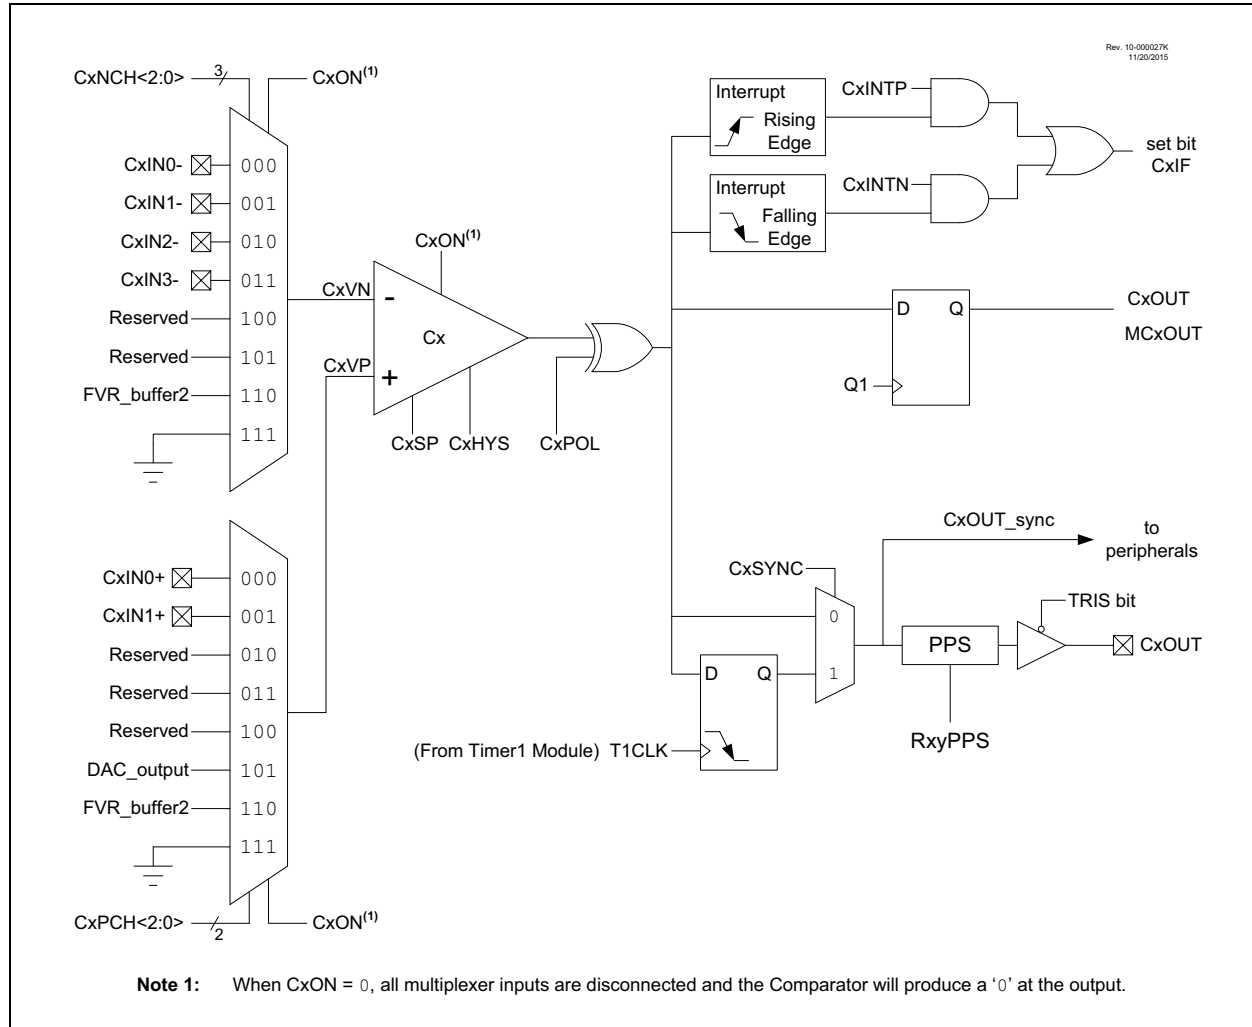 Rev. 10-000027K
11/20/2015
CxNCH<2:0>
3
CxON(1)
CxIN0-
000
CxIN1-
001
CxIN2-
010
CxIN3-
011
Reserved
100
Reserved
101
FVR_buffer2
110
111
CxIN0+
000
CxIN1+
001
Reserved
010
Reserved
011
Reserved
100
DAC_output
101
FVR_buffer2
110
111
CxPCH<2:0>
2
CxON(1)
CxON(1)
CxVN
-
Cx
CxVP
+
CxSP
CxHYS
CxPOL
Interrupt
Rising
Edge
CxINTP
Interrupt
Falling
Edge
CxINTN
set bit
CxIF
D
Q
Q1
CxOUT
MCxOUT
CxOUT_sync
to
peripherals
CxSYNC
0
1
D
Q
(From Timer1 Module) T1CLK
PPS
RxyPPS
TRIS bit
CxOUT
Note 1: When CxON = 0, all multiplexer inputs are disconnected and the Comparator will produce a ‘0’ at the output.